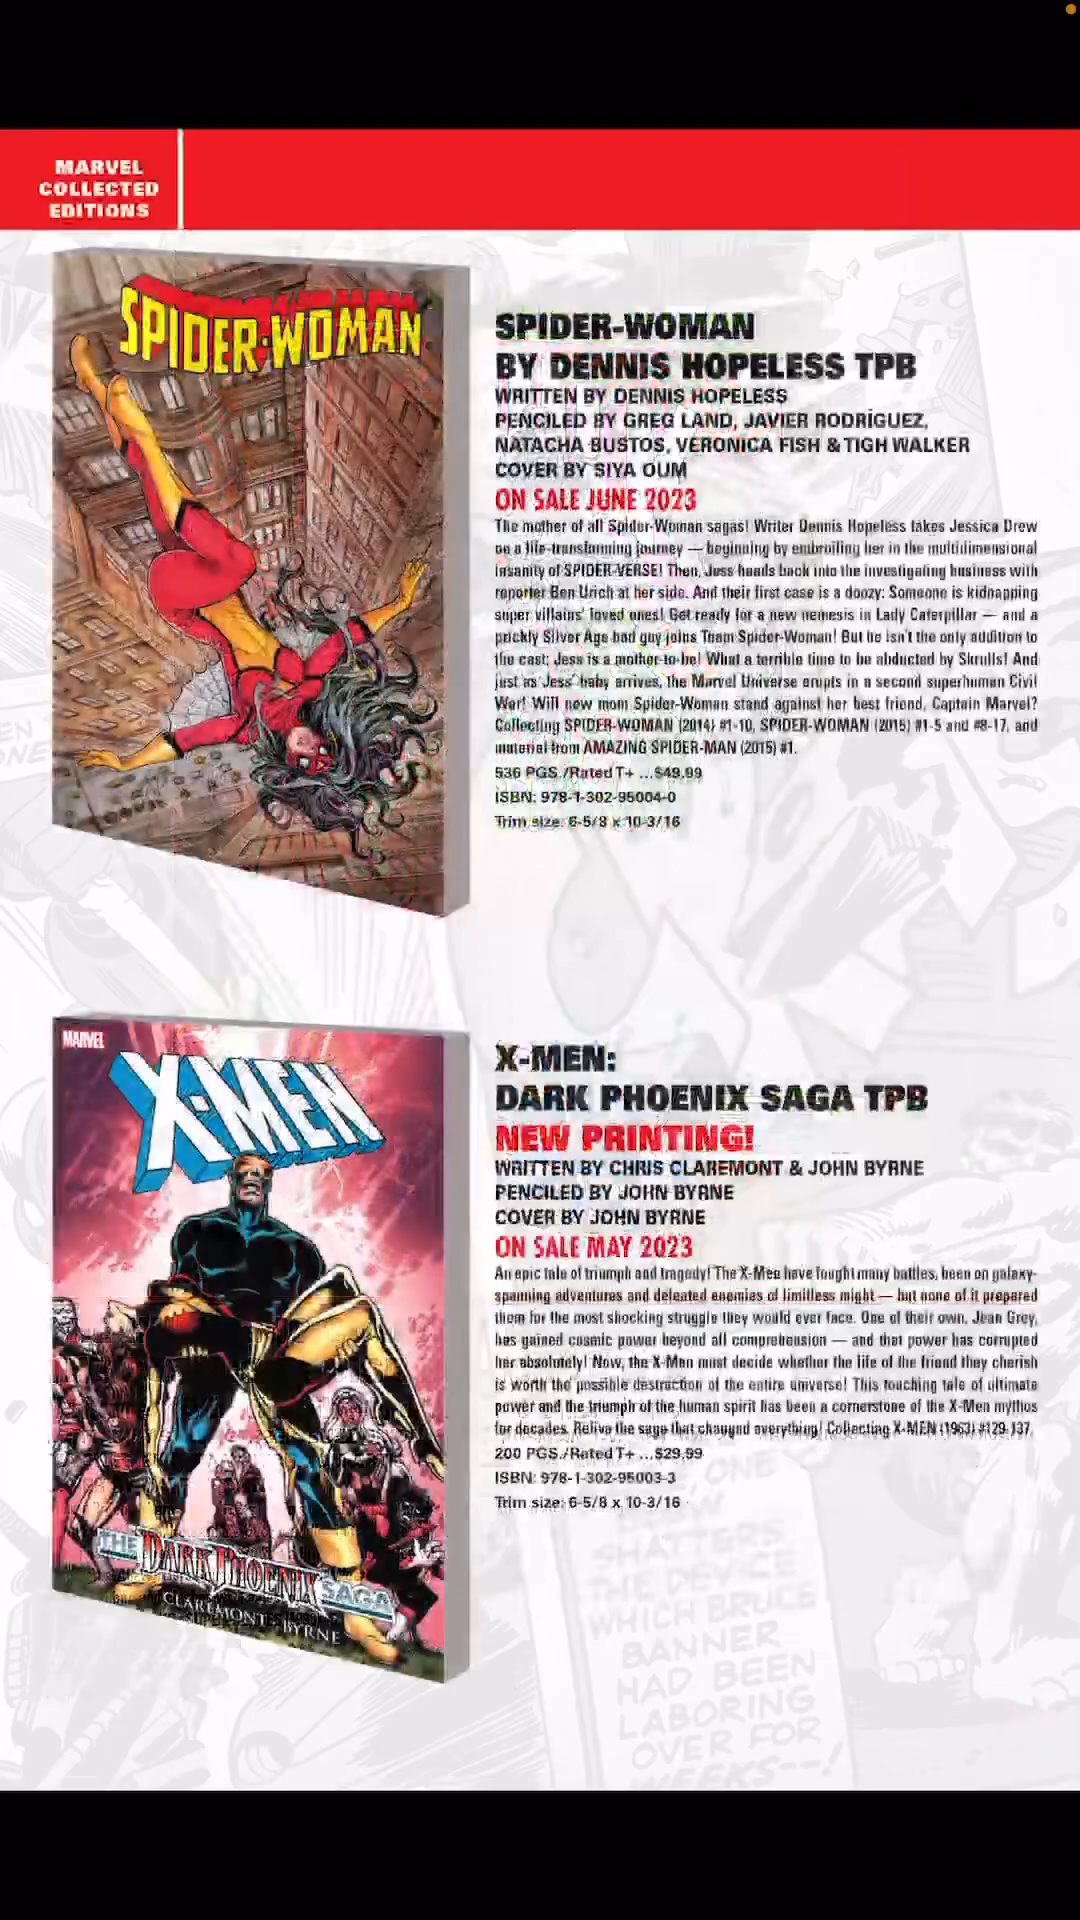 MARVEL
COLLECTED
EDITIONS
SPIDER-WOMAN
SPIDER-WOMAN
BY DENNIS HOPELESS TPB
WRITTEN BY DENNIS HOPELESS
PENCILED BY GREG LAND, JAVIER RODRÍGUEZ,
NATACHA BUSTOS, VERONICA FISH & TIGH WALKER
COVER BY SIYA OUM
ON SALE JUNE 2023
The mother of all Spider-Woman sagas! Writer Dennis Hopeless takes Jessica Drew
on a life-transforming journey — beginning by embroiling her in the multidimensional
insanity of SPIDER-VERSE! Then, Jess heads back into the investigating business with
reporter Ben Urich at her side. And their first case is a doozy: Someone is kidnapping
super villains' loved ones! Get ready for a new nemesis in Lady Caterpillar — and a
prickly Silver Age bad guy joins Team Spider-Woman! But he isn't the only addition to
the cast; Jess is a mother-to-be! What a terrible time to be abducted by Skrulls! And
just as Jess' baby arrives, the Marvel Universe erupts in a second superhuman Civil
War! Will new mom Spider-Woman stand against her best friend, Captain Marvel?
Collecting SPIDER-WOMAN (2014) #1-10, SPIDER-WOMAN (2015) #1-5 and #8-17, and
material from AMAZING SPIDER-MAN (2015) #1.
536 PGS./Rated T+ ...$49.99
ISBN: 978-1-302-95004-0
Trim size: 6-5/8 x 10-3/16
MARVEL
X-MEN
THE DARK PHOENIX SAGA
CLAREMONT BYRNE
X-MEN:
DARK PHOENIX SAGA TPB
NEW PRINTING!
WRITTEN BY CHRIS CLAREMONT & JOHN BYRNE
PENCILED BY JOHN BYRNE
COVER BY JOHN BYRNE
ON SALE MAY 2023
An epic tale of triumph and tragedy! The X-Men have fought many battles, been on galaxy-
spanning adventures and defeated enemies of limitless might — but none of it prepared
them for the most shocking struggle they would ever face. One of their own, Jean Grey,
has gained cosmic power beyond all comprehension — and that power has corrupted
her absolutely! Now, the X-Men must decide whether the life of the friend they cherish
is worth the possible destruction of the entire universe! This touching tale of ultimate
power and the triumph of the human spirit has been a cornerstone of the X-Men mythos
for decades. Relive the saga that changed everything! Collecting X-MEN (1963) #129-137.
200 PGS./Rated T+ ...$29.99
ISBN: 978-1-302-95003-3
Trim size: 6-5/8 x 10-3/16
ONE
SHATTERS
THE DEVICE
WHICH BRUCE
BANNER
HAD BEEN
LABORING
OVER FOR
WEEKS--!